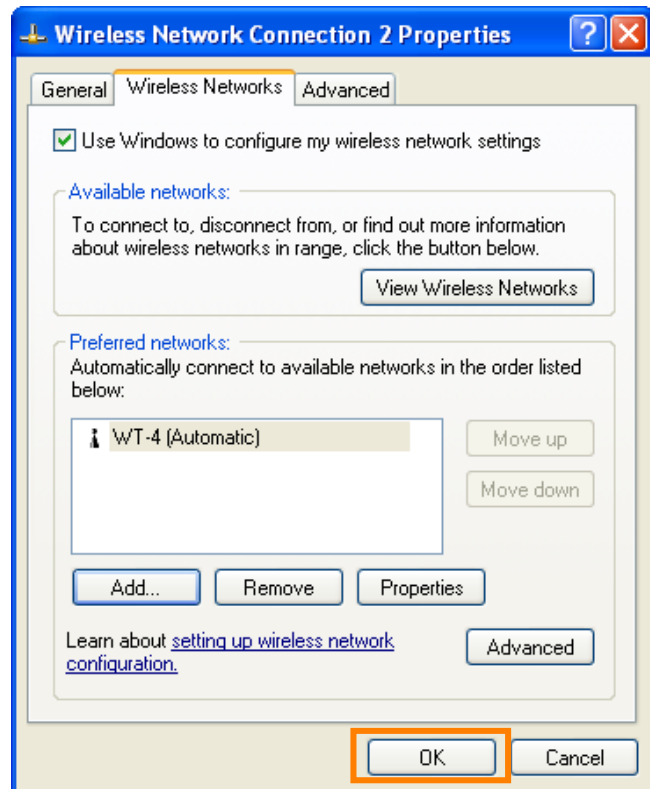 Wireless Network Connection 2 Properties
General Wireless Networks Advanced
Use Windows to configure my wireless network settings
Available networks:
To connect to, disconnect from, or find out more information
about wireless networks in range, click the button below.
View Wireless Networks
Preferred networks:
Automatically connect to available networks in the order listed
below:
WT-4 (Automatic)
Move up
Move down
Add... Remove Properties
Learn about setting up wireless network
configuration.
Advanced
OK Cancel